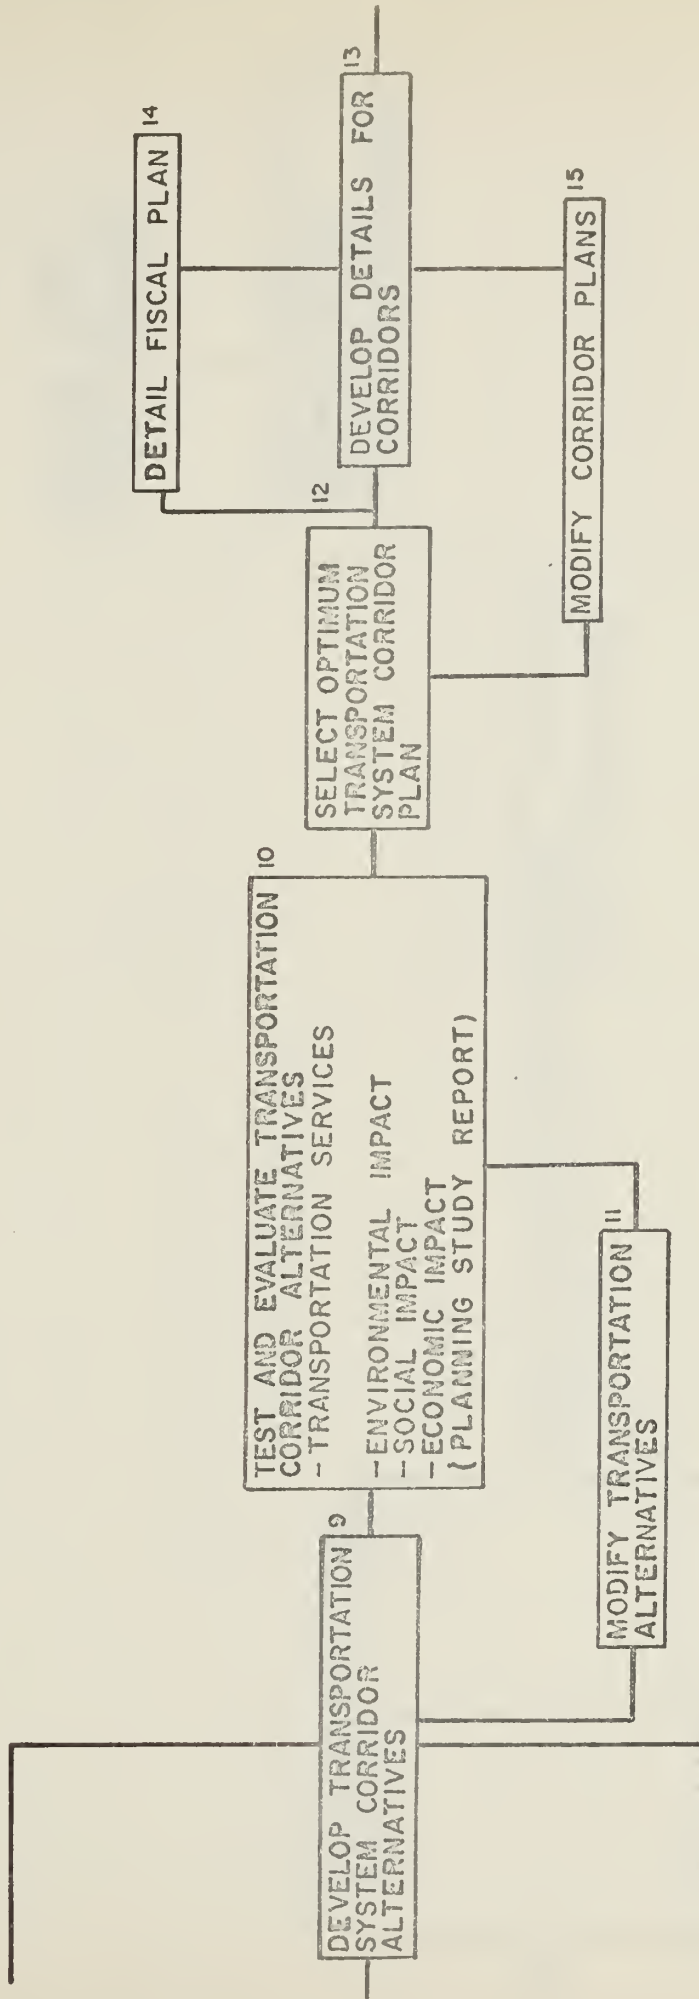 DEVELOP TRANSPORTATION 9
SYSTEM CORRIDOR
ALTERNATIVES
TEST AND EVALUATE TRANSPORTATION 10
CORRIDOR ALTERNATIVES
- TRANSPORTATION SERVICES
- ENVIRONMENTAL IMPACT
- SOCIAL IMPACT
- ECONOMIC IMPACT
(PLANNING STUDY REPORT)
MODIFY TRANSPORTATION 11
ALTERNATIVES
12
SELECT OPTIMUM
TRANSPORTATION
SYSTEM CORRIDOR
PLAN
DEVELOP DETAILS FOR 13
CORRIDORS
DETAIL FISCAL PLAN 14
MODIFY CORRIDOR PLANS 15